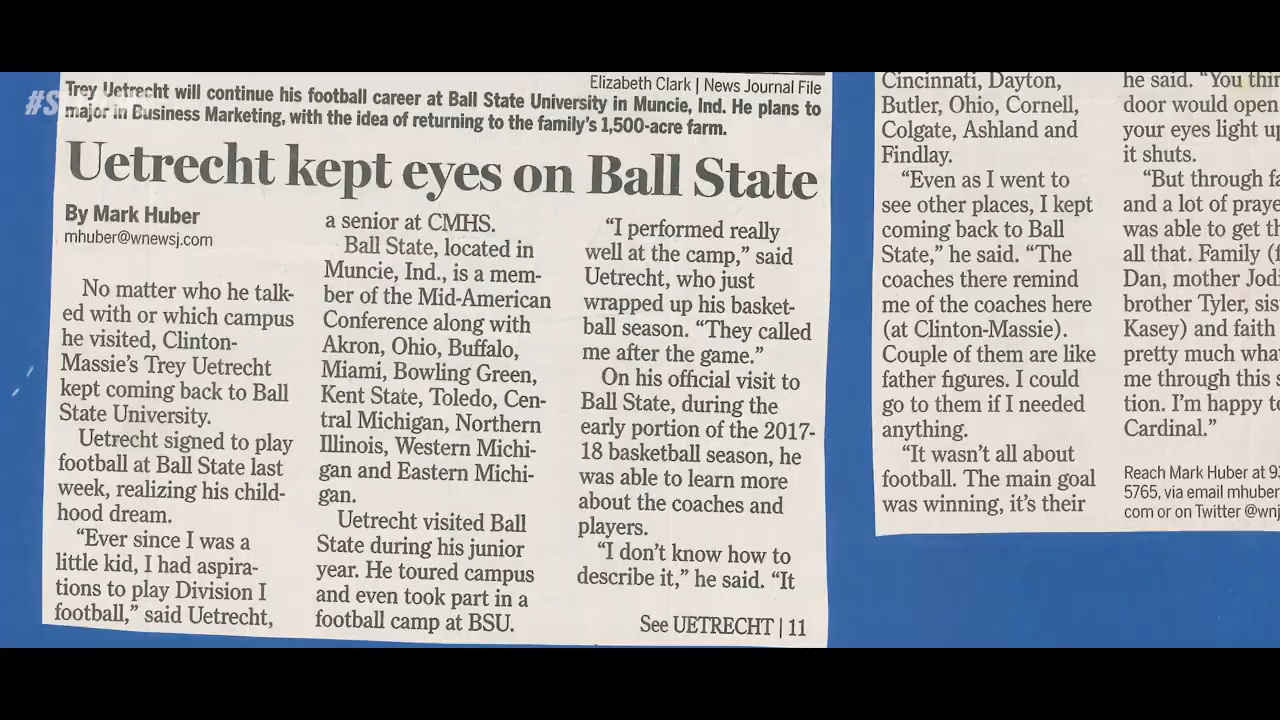 Elizabeth Clark | News Journal File
Trey Uetrecht will continue his football career at Ball State University in Muncie, Ind. He plans to
major in Business Marketing, with the idea of returning to the family's 1,500-acre farm.
Uetrecht kept eyes on Ball State
By Mark Huber
mhuber@wnewsj.com
No matter who he talk-
ed with or which campus
he visited, Clinton-
Massie's Trey Uetrecht
kept coming back to Ball
State University.
Uetrecht signed to play
football at Ball State last
week, realizing his child-
hood dream.
“Ever since I was a
little kid, I had aspira-
tions to play Division I
football,” said Uetrecht,
a senior at CMHS.
Ball State, located in
Muncie, Ind., is a mem-
ber of the Mid-American
Conference along with
Akron, Ohio, Buffalo,
Miami, Bowling Green,
Kent State, Toledo, Cen-
tral Michigan, Northern
Illinois, Western Michi-
gan and Eastern Michi-
gan.
Uetrecht visited Ball
State during his junior
year. He toured campus
and even took part in a
football camp at BSU.
“I performed really
well at the camp,” said
Uetrecht, who just
wrapped up his basket-
ball season. “They called
me after the game.”
On his official visit to
Ball State, during the
early portion of the 2017-
18 basketball season, he
was able to learn more
about the coaches and
players.
“I don't know how to
describe it,” he said. “It
See UETRECHT | 11
Cincinnati, Dayton,
Butler, Ohio, Cornell,
Colgate, Ashland and
Findlay.
“Even as I went to
see other places, I kept
coming back to Ball
State,” he said. “The
coaches there remind
me of the coaches here
(at Clinton-Massie).
Couple of them are like
father figures. I could
go to them if I needed
anything.
“It wasn't all about
football. The main goal
was winning, it's their
he said. “You
door would open
your eyes light
it shuts.
“But through
and a lot of
was able to get
all that. Family
Dan, mother
brother Tyler,
Kasey) and faith
pretty much
me through this
tion. I'm happy
Cardinal.”
Reach Mark Huber at
5765, via email
com or on Twitter